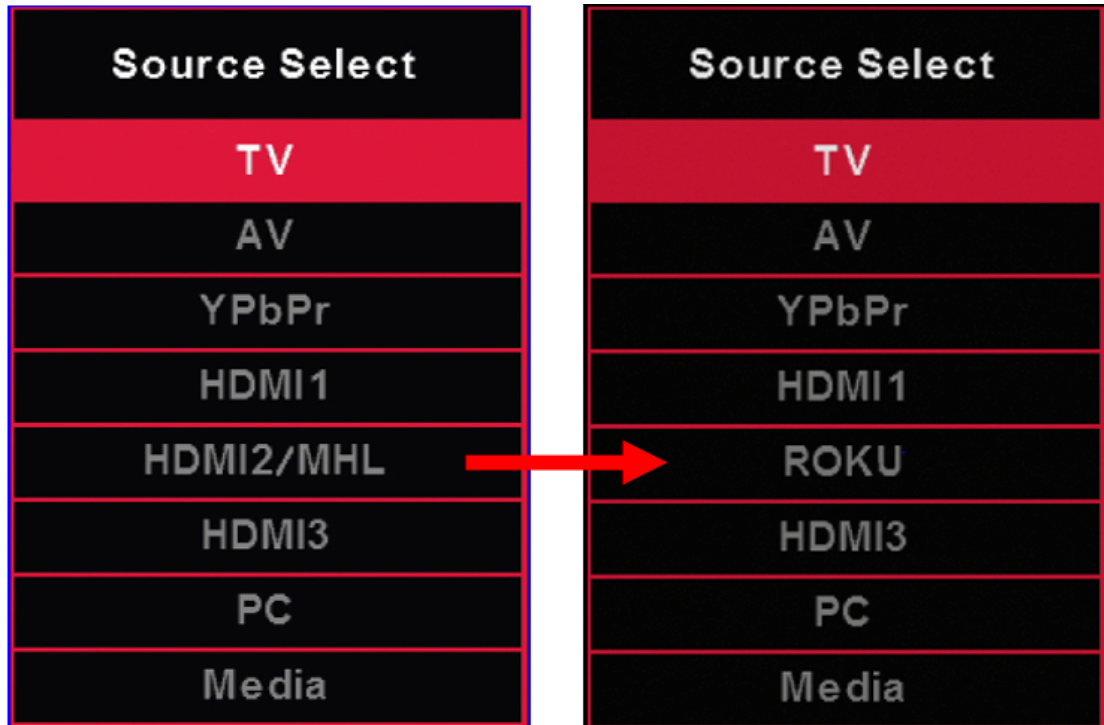 Source Select
TV
AV
YPbPr
HDMI1
HDMI2/MHL
HDMI3
PC
Media
Source Select
TV
AV
YPbPr
HDMI1
ROKU
HDMI3
PC
Media